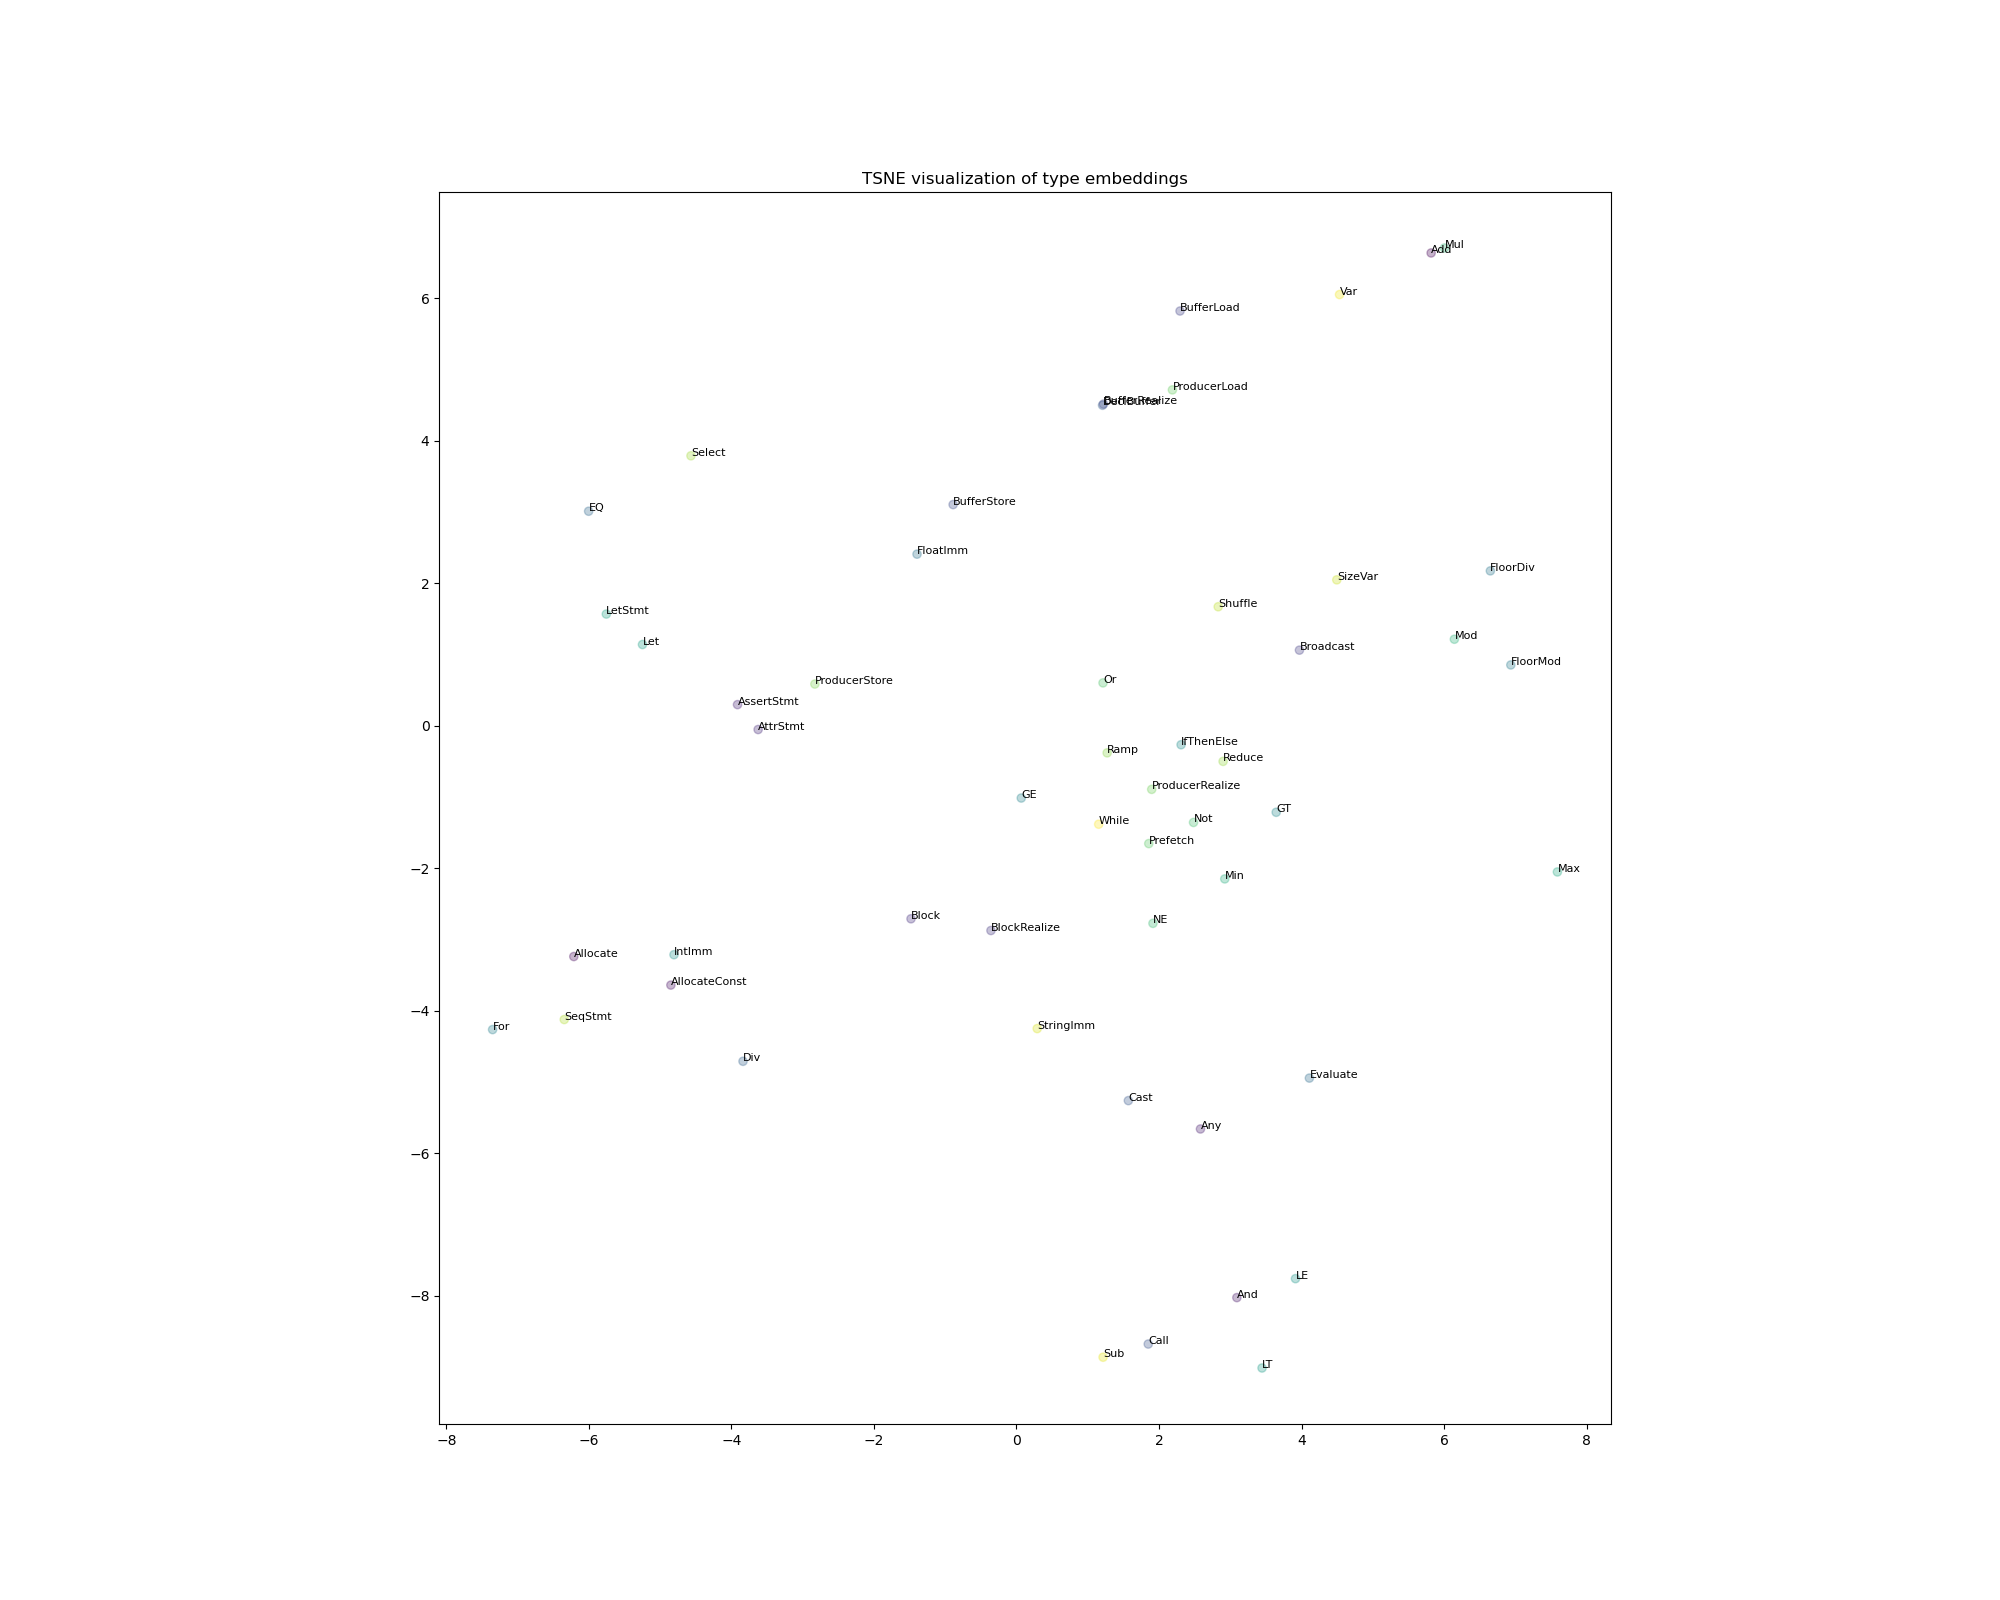 TSNE visualization of type embeddings
Mul
Add
Var
BufferLoad
6
ProducerLoad
BufferRealize
DeclBuffer
4
Select
BufferStore
EQ
FloatImm
FloorDiv
SizeVar
2
LetStmt
Shuffle
Mod
Let
Broadcast
FloorMod
ProducerStore
Or
AssertStmt
AttrStmt
0
IfThenElse
Ramp
Reduce
ProducerRealize
GE
GT
While
Not
Prefetch
−2
Max
Min
Block
NE
BlockRealize
Allocate
IntImm
AllocateConst
−4
SeqStmt
For
StringImm
Div
Evaluate
Cast
Any
−6
LE
−8
And
Call
Sub
LT
−8 −6 −4 −2 0 2 4 6 8